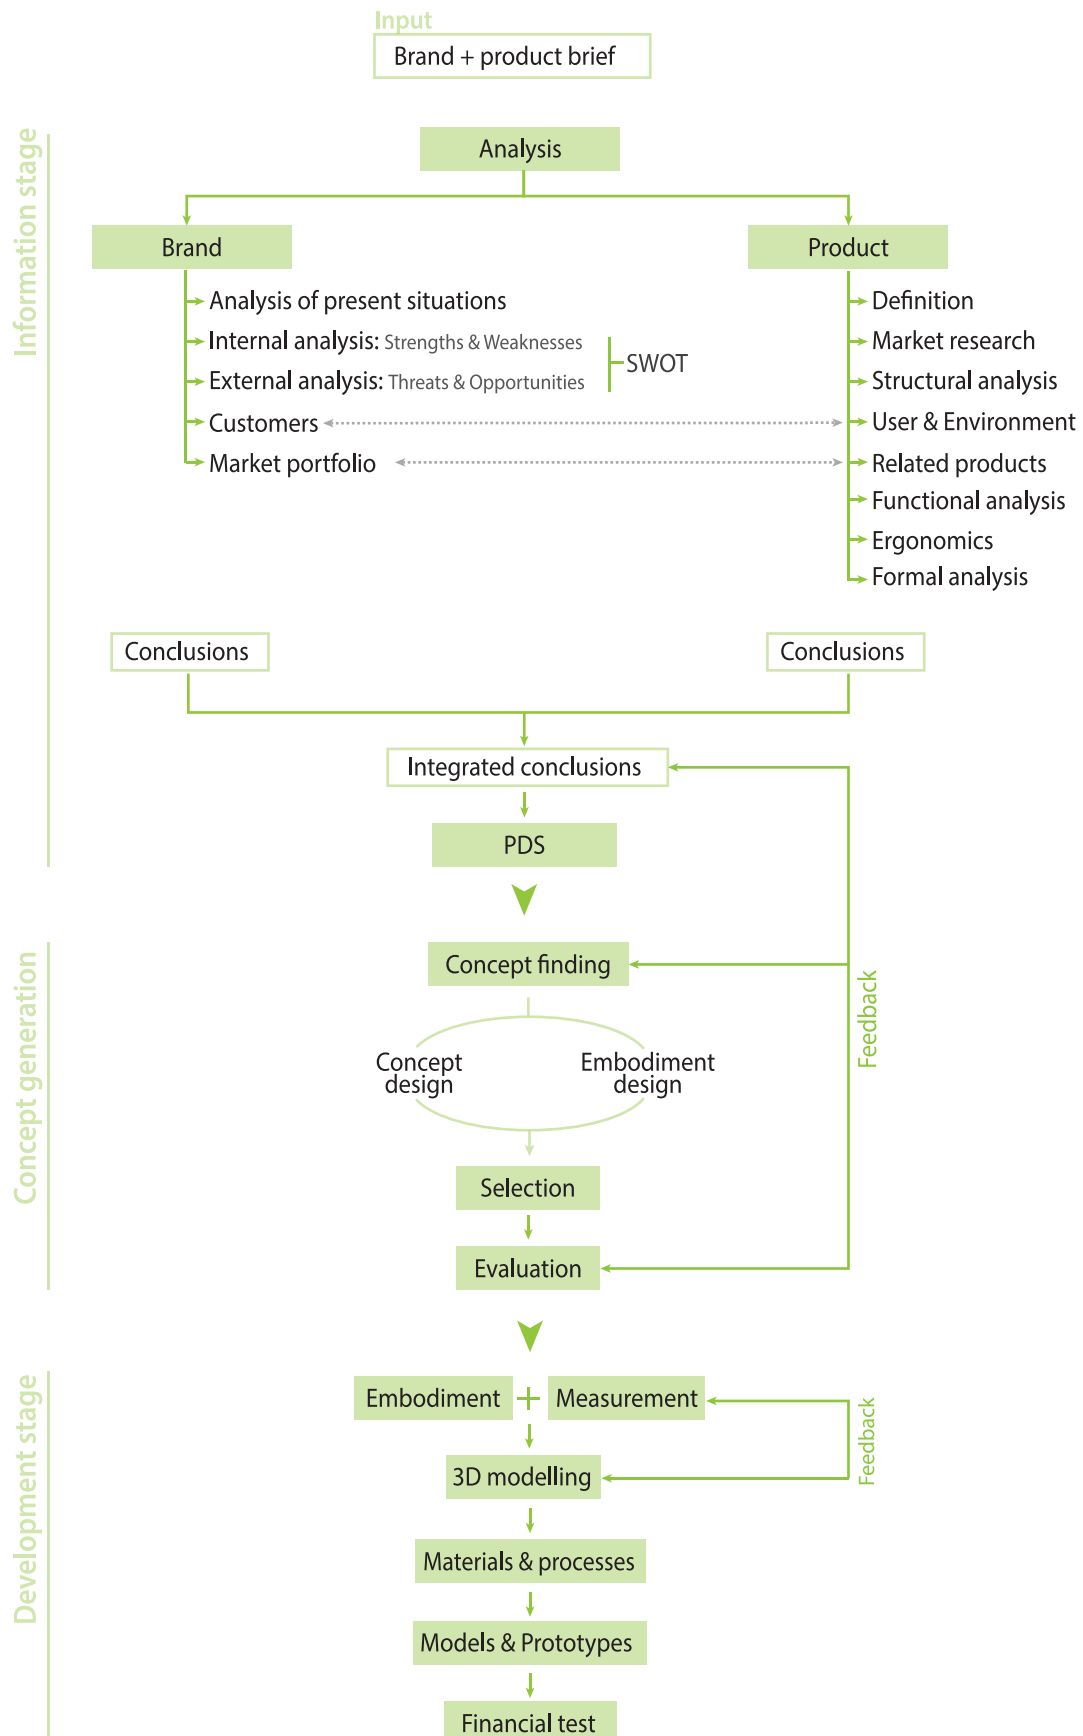 Input
Brand + product brief
Information stage
Analysis
Brand
Product
Analysis of present situations
Internal analysis: Strengths & Weaknesses
External analysis: Threats & Opportunities
SWOT
Customers
Market portfolio
Definition
Market research
Structural analysis
User & Environment
Related products
Functional analysis
Ergonomics
Formal analysis
Conclusions
Conclusions
Integrated conclusions
PDS
Concept generation
Concept finding
Concept
design
Embodiment
design
Feedback
Selection
Evaluation
Development stage
Embodiment + Measurement
Feedback
3D modelling
Materials & processes
Models & Prototypes
Financial test